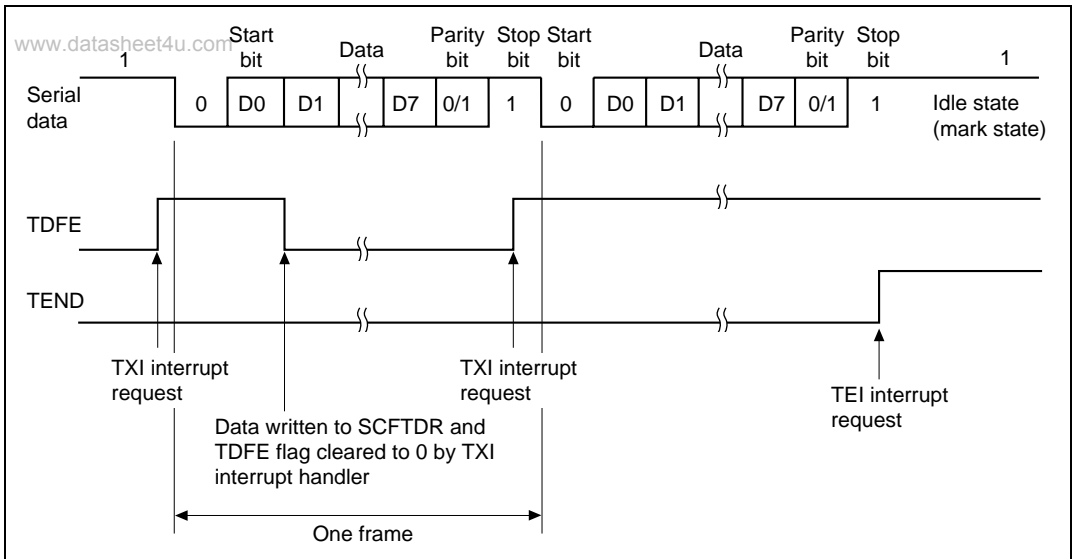 www.datasheet4u.com
Start bit
Data
Parity bit
Stop bit
Start bit
Data
Parity bit
Stop bit
1
1
Serial data
0 D0 D1 D7 0/1 1 0 D0 D1 D7 0/1 1
Idle state
(mark state)
TDFE
TEND
TXI interrupt
request
TXI interrupt
request
TEI interrupt
request
Data written to SCFTDR and
TDFE flag cleared to 0 by TXI
interrupt handler
One frame